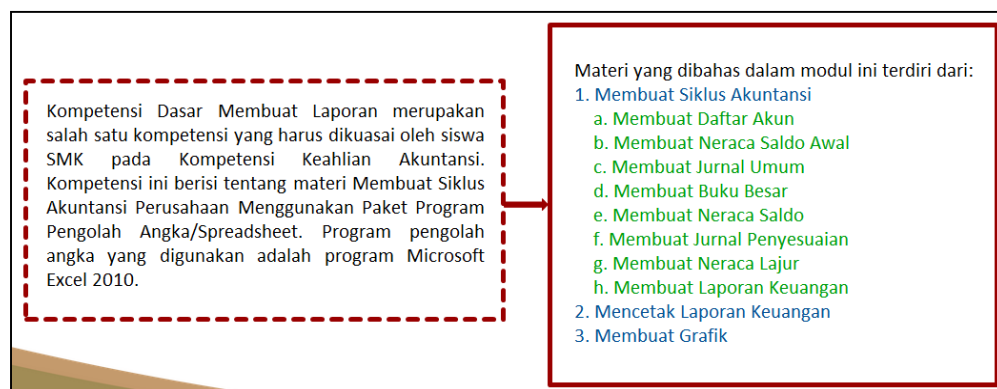 Kompetensi Dasar Membuat Laporan merupakan
salah satu kompetensi yang harus dikuasai oleh siswa
SMK pada Kompetensi Keahlian Akuntansi.
Kompetensi ini berisi tentang materi Membuat Siklus
Akuntansi Perusahaan Menggunakan Paket Program
Pengolah Angka/Spreadsheet. Program pengolah
angka yang digunakan adalah program Microsoft
Excel 2010.
Materi yang dibahas dalam modul ini terdiri dari:
1. Membuat Siklus Akuntansi
a. Membuat Daftar Akun
b. Membuat Neraca Saldo Awal
c. Membuat Jurnal Umum
d. Membuat Buku Besar
e. Membuat Neraca Saldo
f. Membuat Jurnal Penyesuaian
g. Membuat Neraca Lajur
h. Membuat Laporan Keuangan
2. Mencetak Laporan Keuangan
3. Membuat Grafik